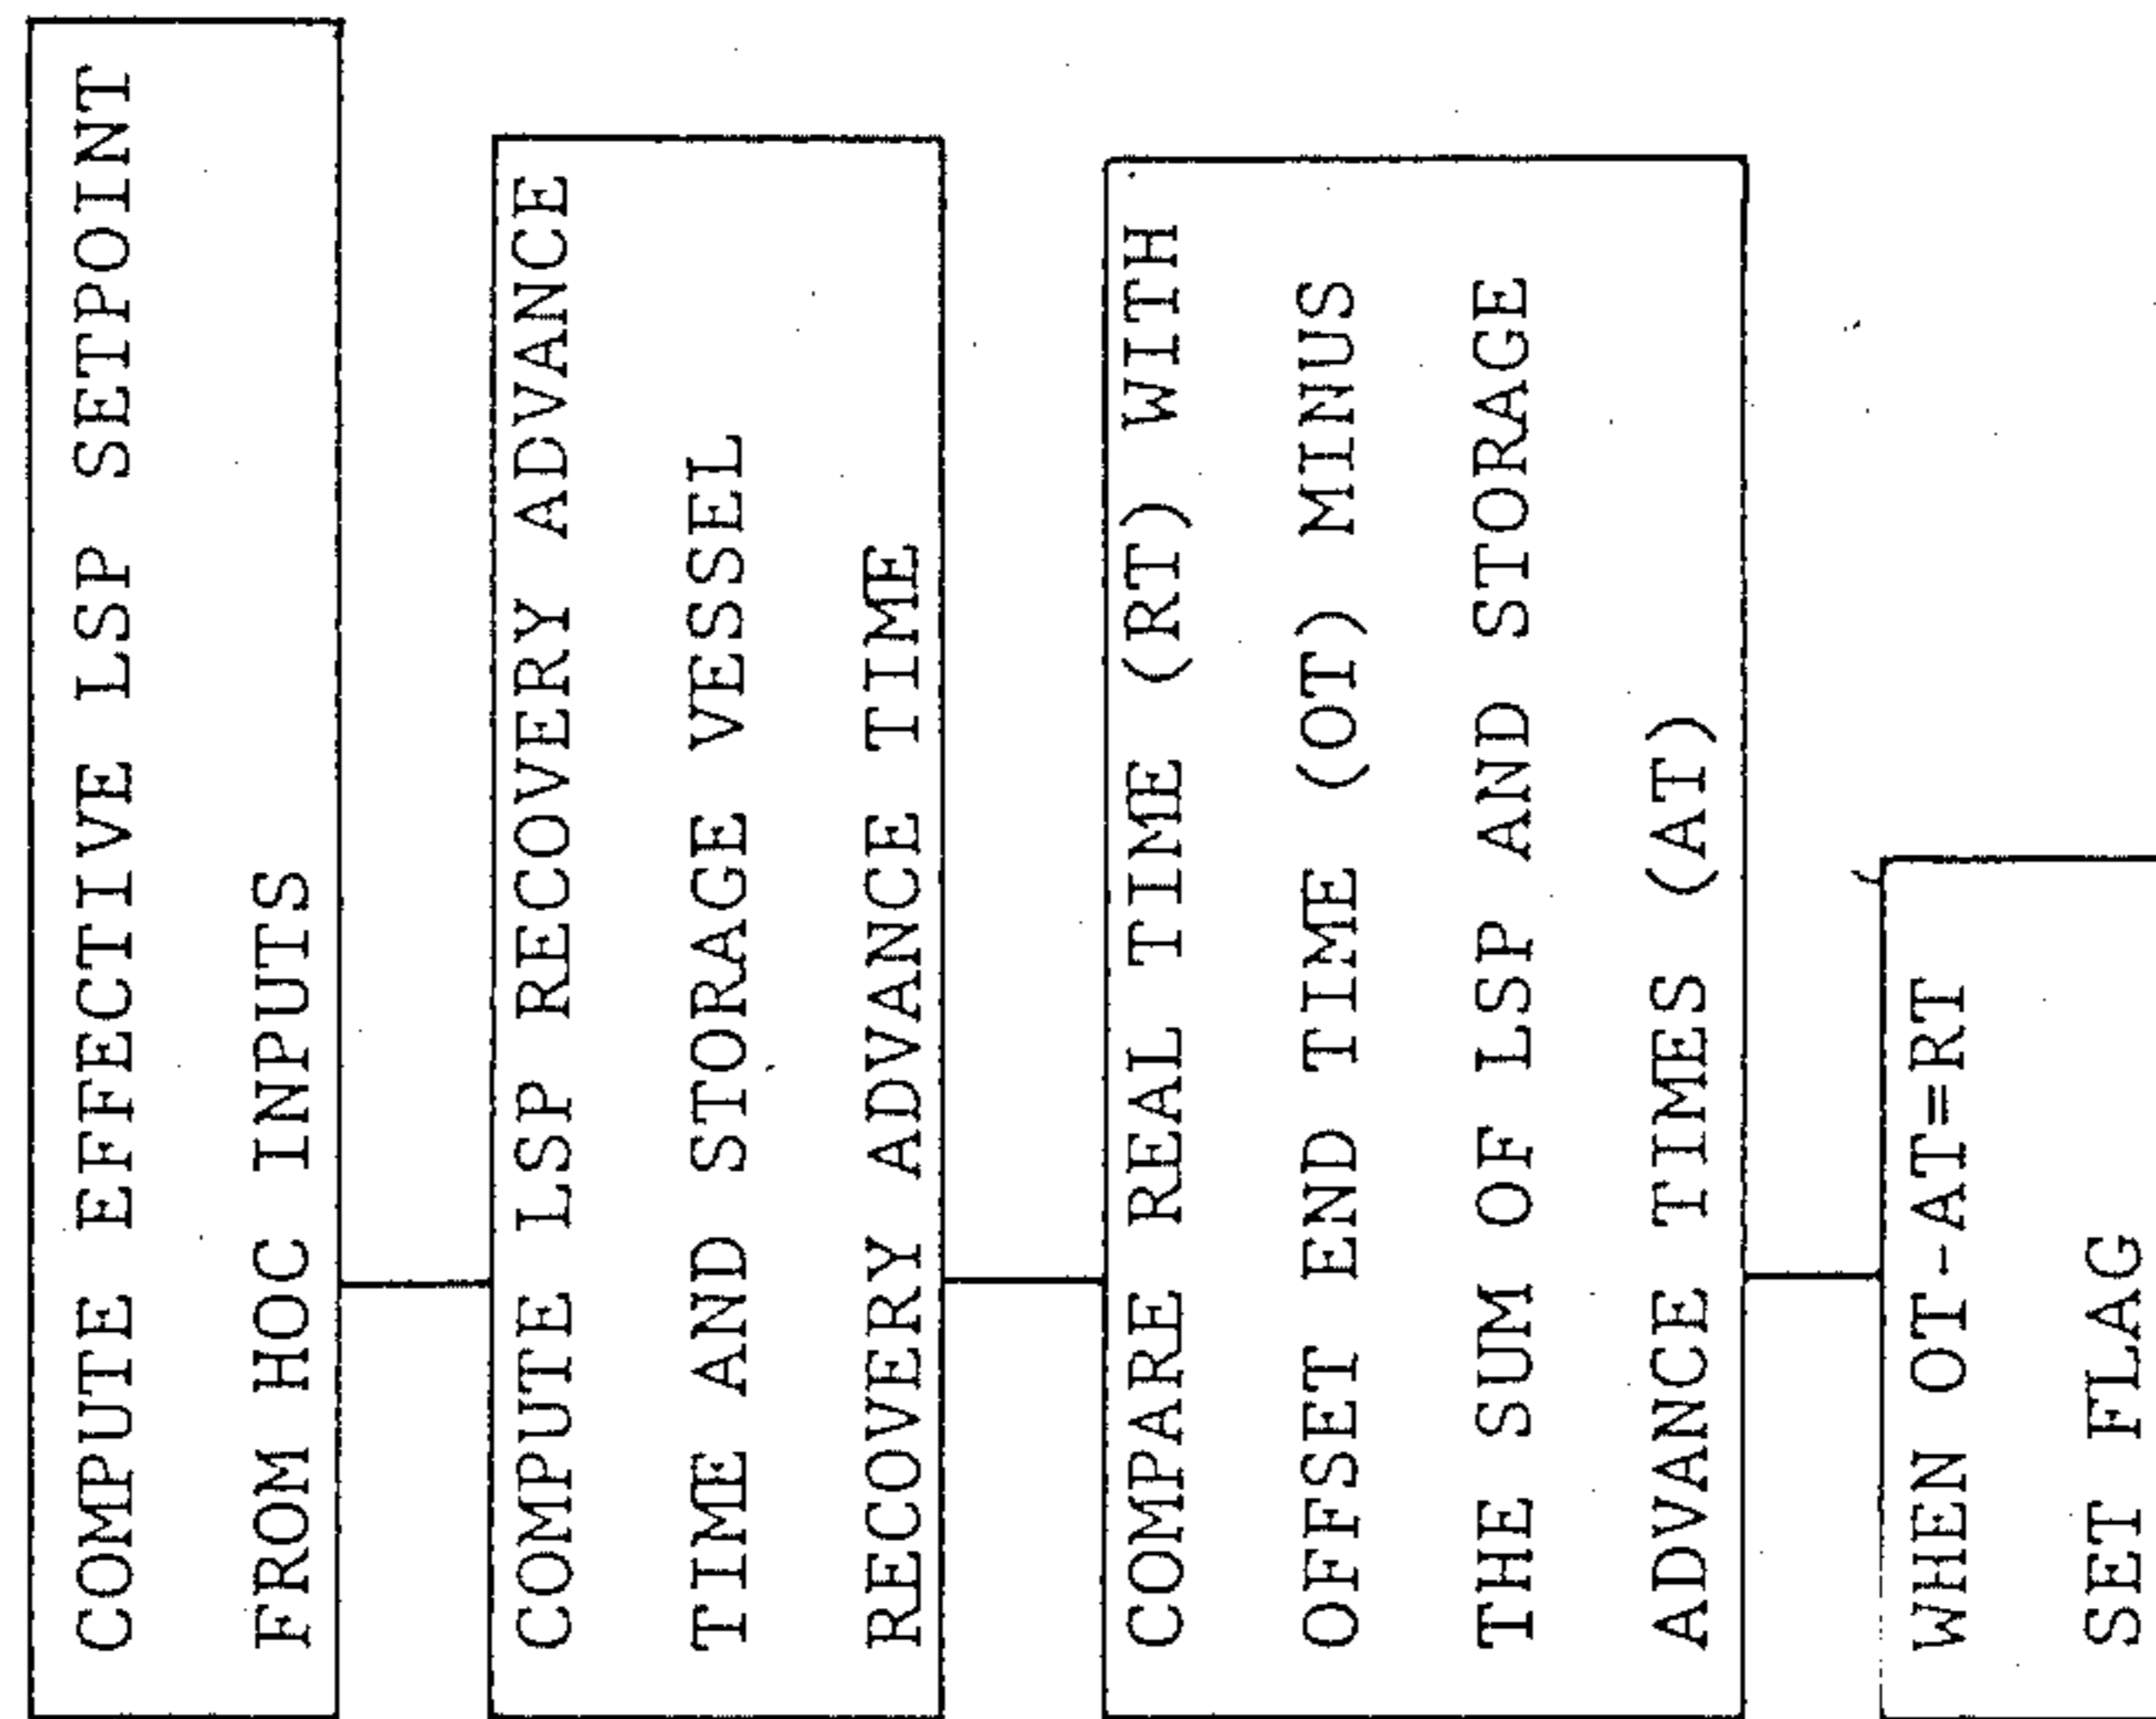 COMPUTE EFFECTIVE LSP SETPOINT
FROM HOC INPUTS
COMPUTE LSP RECOVERY ADVANCE
TIME AND STORAGE VESSEL
RECOVERY ADVANCE TIME
COMPARE REAL TIME (RT) WITH
OFFSET END TIME (OT) MINUS
THE SUM OF LSP AND STORAGE
ADVANCE TIMES (AT)
WHEN OT-AT=RT
SET FLAG